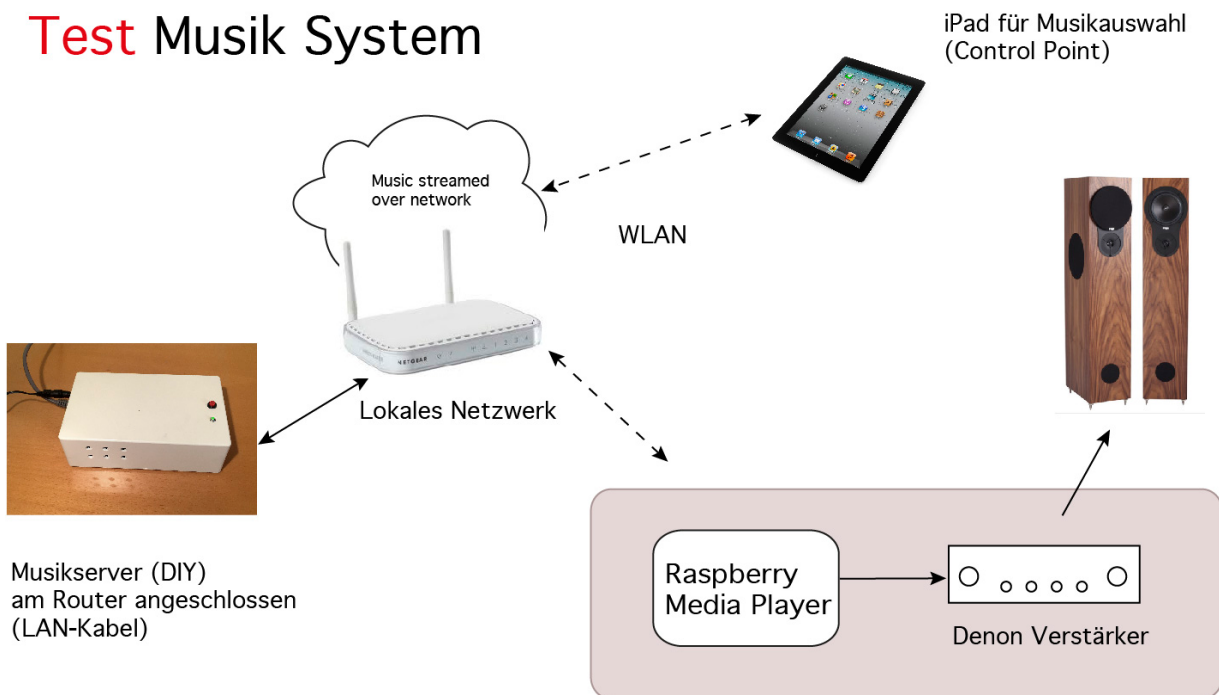 Test Musik System
iPad für Musikauswahl
(Control Point)
Music streamed
over network
WLAN
NETGEAR
Lokales Netzwerk
Musikserver (DIY)
am Router angeschlossen
(LAN-Kabel)
Raspberry
Media Player
Denon Verstärker